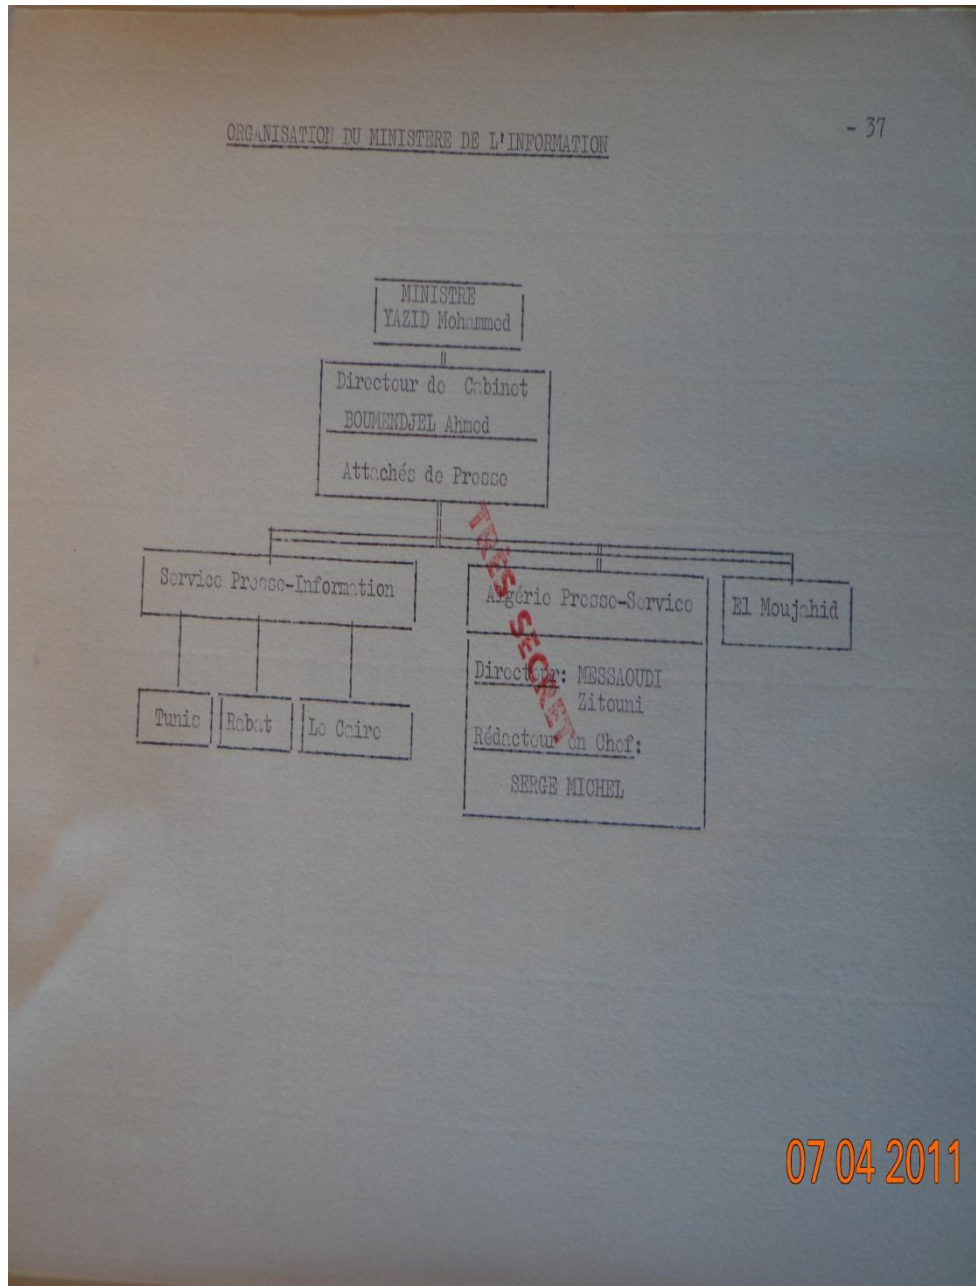 - 37
ORGANISATION DU MINISTERE DE L'INFORMATION
MINISTRE
YAZID Mohammed
Directeur de Cabinet
BOUMENDJEL Ahmed
Attachés de Presse
TRÉS SECRET
Service Presse-Information
Algérie Presse-Service
El Moujahid
Tunis
Rabat
Le Caire
Directeur: MESSAOUDI
Zitouni
Rédacteur en Chef:
SERGE MICHEL
07 04 2011